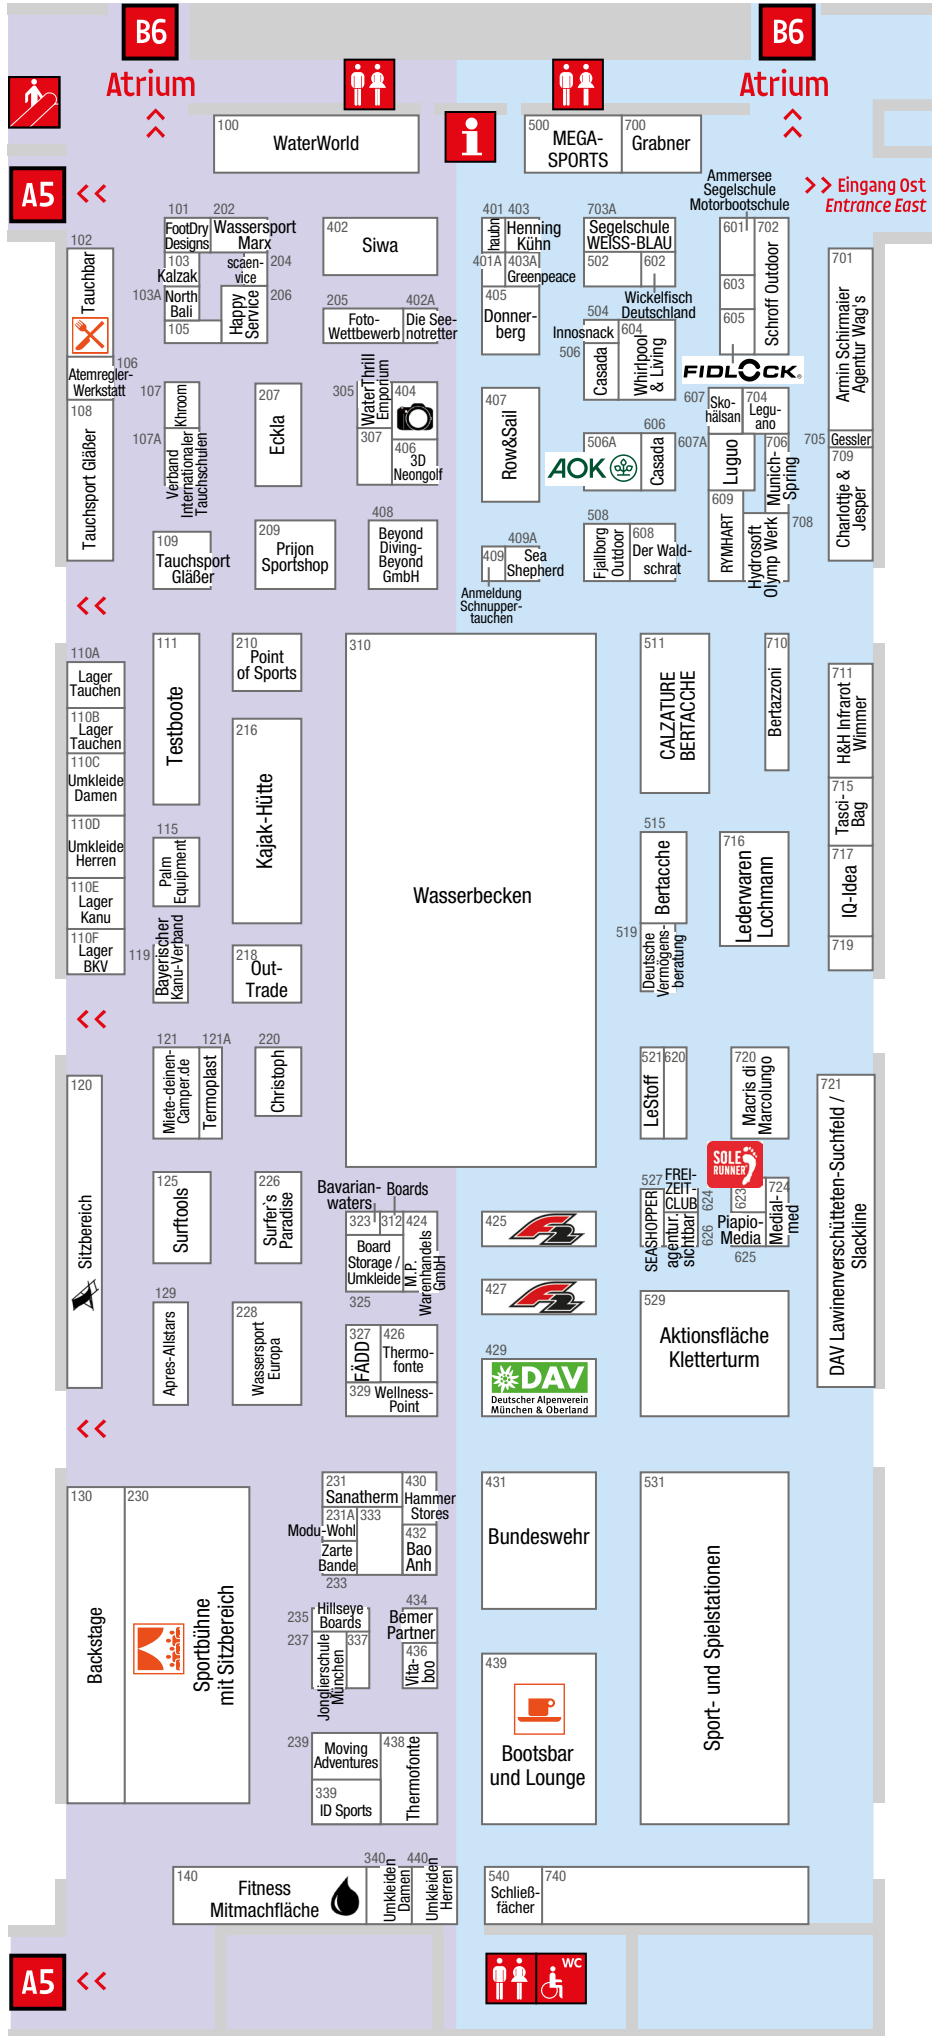 B6
B6
Atrium
Atrium
100
WaterWorld
500
MEGA-
SPORTS
700
Grabner
A5
Ammersee
Segelschule
Motorbootschule
Eingang Ost
Entrance East
101
FootDry
Designs
202
Wassersport
Marx
402
Siwa
401
haubn
403
Henning
Kühn
703A
Segelschule
WEISS-BLAU
601
702
Schroff Outdoor
102
Tauchbar
103
Kalzak
scaen-
vice
204
401A
403A
Greenpeace
502
602
Wickelfisch
Deutschland
603
701
Armin Schirmaier
Agentur Wag's
103A
North
Bali
105
Happy
Service
206
205
Foto-
Wettbewerb
402A
Die See-
notretter
405
Donner-
berg
504
Innosnack
506
Casada
604
Whirlpool
& Living
605
FIDLOCK
106
Atemregler-
Werkstatt
108
Tauchsport Gläßer
107
Khroom
107A
Verband
Internationaler
Tauchschulen
207
Eckla
305
WaterThrill
Emporium
307
404
406
3D
Neongolf
407
Row&Sail
506A
AOK
606
Casada
607
Sko-
hälsan
704
Legu-
ano
607A
Luguo
706
Munich-
Spring
705
Gessler
709
Charlottje &
Jesper
609
RYMHART
Hydrosoft
Olymp Werk
708
109
Tauchsport
Gläßer
209
Prijon
Sportshop
408
Beyond
Diving-
Beyond
GmbH
409
409A
Sea
Shepherd
Anmeldung
Schnupper-
tauchen
508
Fjallborg
Outdoor
608
Der Wald-
schrat
110A
Lager
Tauchen
110B
Lager
Tauchen
110C
Umkleide
Damen
110D
Umkleide
Herren
110E
Lager
Kanu
110F
Lager
BKV
111
Testboote
210
Point
of Sports
216
Kajak-Hütte
310
Wasserbecken
511
CALZATURE
BERTACCHE
710
Bertazzoni
711
H&H Infrarot
Wimmer
715
Tasci-
Bag
717
IQ-Idea
719
115
Palm
Equipment
119
Bayerischer
Kanu-Verband
218
Out-
Trade
515
Bertacche
519
Deutsche
Vermögens-
beratung
716
Lederwaren
Lochmann
121
Miete-deinen-
Camper.de
121A
Termoplast
220
Christoph
521
LeStoff
620
720
Macris di
Marcolungo
120
Sitzbereich
721
DAV Lawinenverschütten-Suchfeld /
Slackline
SOLE
RUNNER
125
Surftools
226
Surfer's
Paradise
Bavarian-
waters
Boards
323
312
424
M.P.
Warenhandels
GmbH
Board
Storage /
Umkleide
325
425
F2
527
SEASHOPPER
FREI-
ZEIT-
CLUB
624
agentur.
sichtbar
626
623
Piapio-
Media
625
724
Medial-
med
427
F2
129
Apres-Allstars
228
Wassersport
Europa
327
FÄDD
426
Thermo-
fonte
329
Wellness-
Point
429
DAV
Deutscher Alpenverein
München & Oberland
529
Aktionsfläche
Kletterturm
130
Backstage
230
Sportbühne
mit Sitzbereich
231
Sanatherm
231A
Modu-Wohl
333
Zarte
Bande
233
430
Hammer
Stores
432
Bao
Anh
431
Bundeswehr
531
Sport- und Spielstationen
235
Hillseye
Boards
237
Jonglierschule
München
337
434
Bemer
Partner
436
Vita-
boo
439
Bootsbar
und Lounge
239
Moving
Adventures
339
ID Sports
438
Thermofonte
140
Fitness
Mitmachfläche
340
Umkleiden
Damen
440
Umkleiden
Herren
540
Schließ-
fächer
740
A5
WC